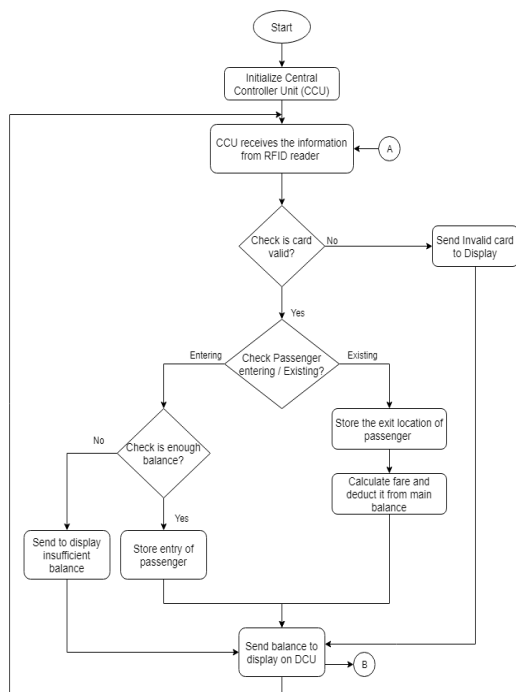 Start
Initialize Central
Controller Unit (CCU)
CCU receives the information
from RFID reader
A
Check is card
valid?
No
Send Invalid card
to Display
Yes
Check Passenger
entering / Existing?
Entering
Existing
Store the exit location of
passenger
No
Check is enough
balance?
Calculate fare and
deduct it from main
balance
Yes
Send to display
insufficient
balance
Store entry of
passenger
Send balance to
display on DCU
B